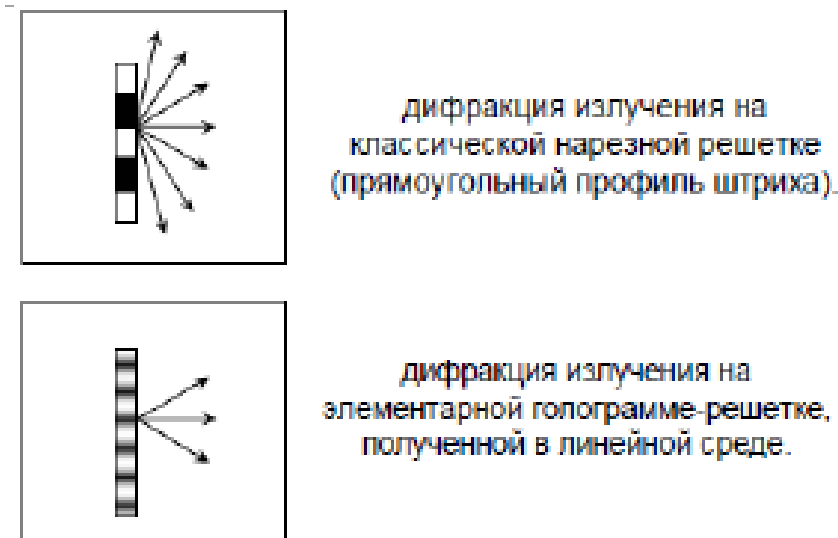 дифракция излучения на
классической нарезной решетке
(прямоугольный профиль штриха).
дифракция излучения на
элементарной голограмме-решетке,
полученной в линейной среде.